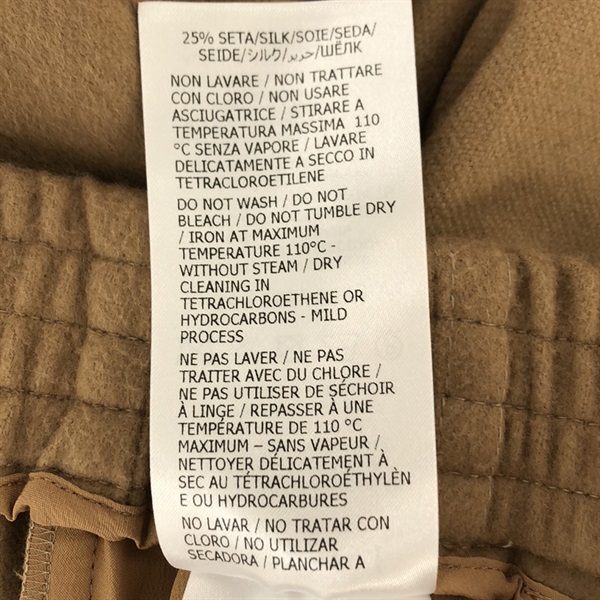 25% SETA/SILK/SOIE/SEDA/
SEIDE/シルク/حرير/ШЁЛК
NON LAVARE / NON TRATTARE
CON CLORO / NON USARE
ASCIUGATRICE / STIRARE A
TEMPERATURA MASSIMA 110
°C SENZA VAPORE / LAVARE
DELICATAMENTE A SECCO IN
TETRACLOROETILENE
DO NOT WASH / DO NOT
BLEACH / DO NOT TUMBLE DRY
/ IRON AT MAXIMUM
TEMPERATURE 110°C -
WITHOUT STEAM / DRY
CLEANING IN
TETRACHLOROETHENE OR
HYDROCARBONS - MILD
PROCESS
NE PAS LAVER / NE PAS
TRAITER AVEC DU CHLORE /
NE PAS UTILISER DE SÉCHOIR
À LINGE / REPASSER À UNE
TEMPÉRATURE DE 110 °C
MAXIMUM – SANS VAPEUR /
NETTOYER DÉLICATEMENT À
SEC AU TÉTRACHLOROÉTHYLÈN
E OU HYDROCARBURES
NO LAVAR / NO TRATAR CON
CLORO / NO UTILIZAR
SECADORA / PLANCHAR A